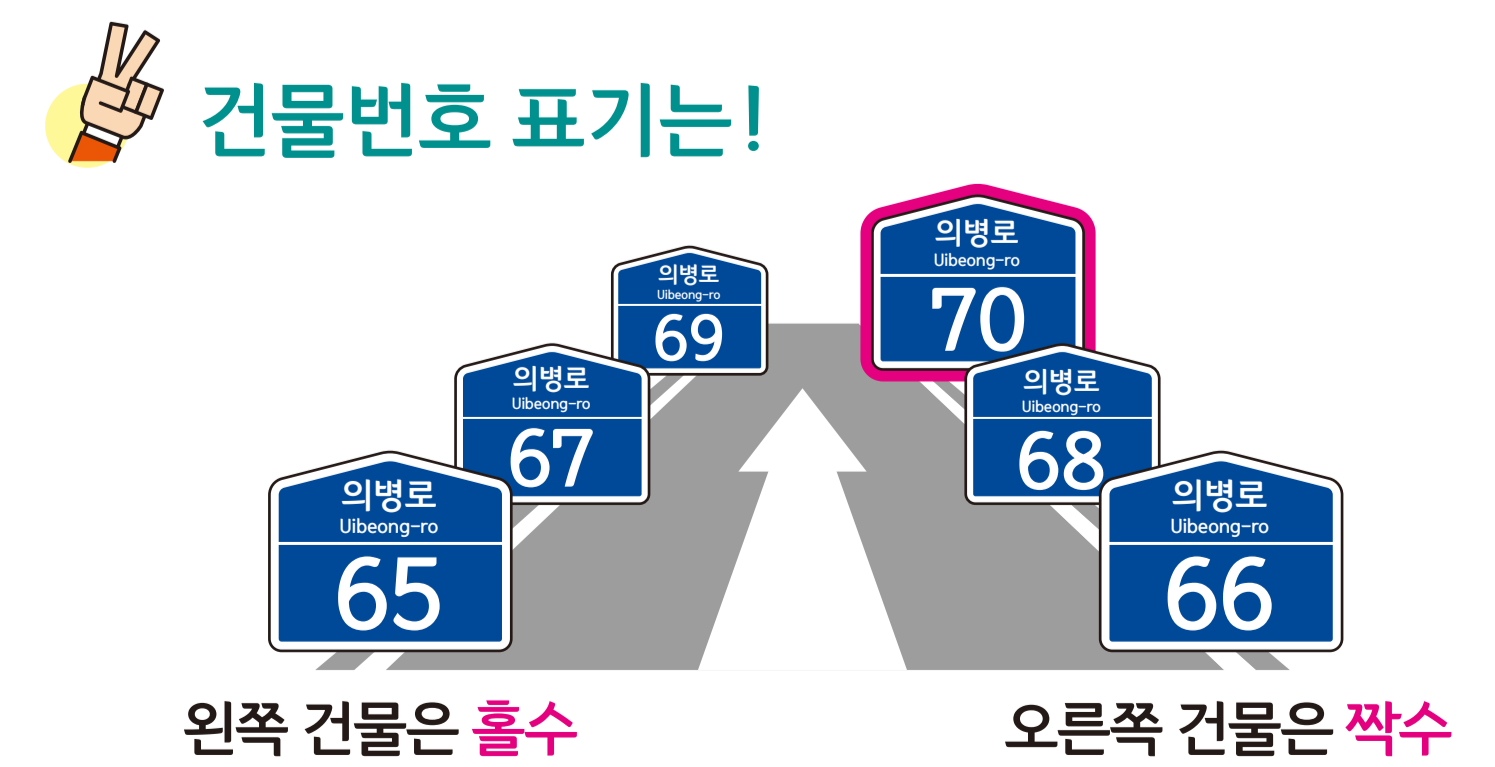 건물번호 표기는!
의병로
Uibeong-ro
69
의병로
Uibeong-ro
70
의병로
Uibeong-ro
67
의병로
Uibeong-ro
68
의병로
Uibeong-ro
65
의병로
Uibeong-ro
66
왼쪽 건물은 홀수
오른쪽 건물은 짝수